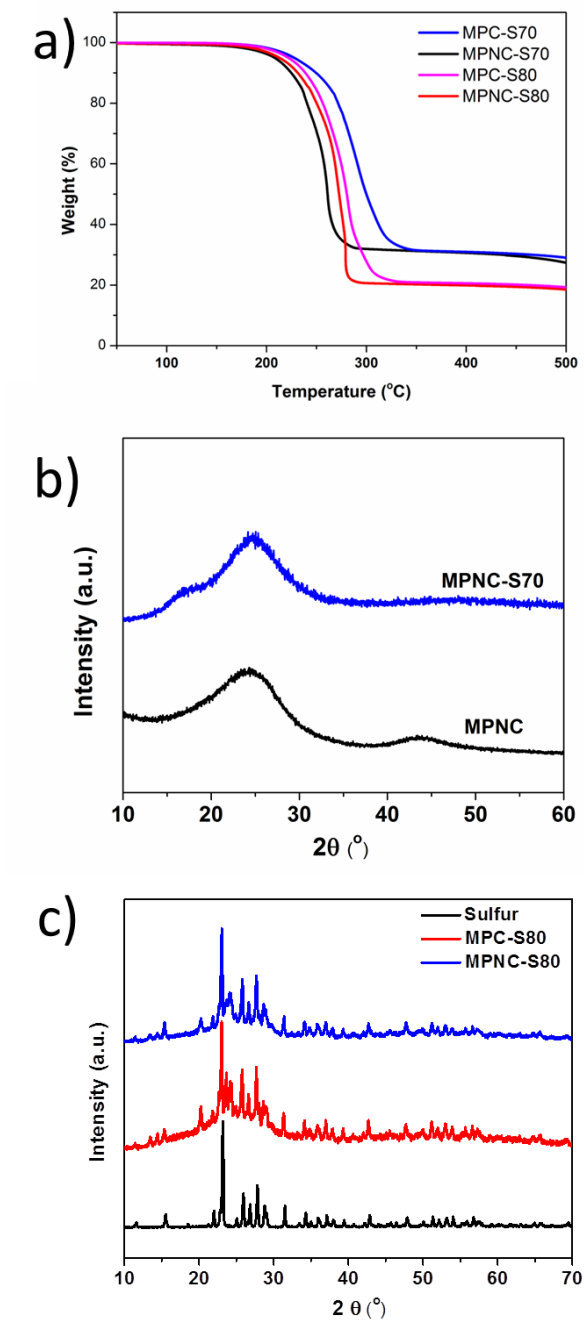 a)
MPC-S70
MPNC-S70
MPC-S80
MPNC-S80
Weight (%)
100
80
60
40
20
0
100 200 300 400 500
Temperature (°C)
b)
Intensity (a.u.)
MPNC-S70
MPNC
10 20 30 40 50 60
2θ (°)
c)
Sulfur
MPC-S80
MPNC-S80
Intensity (a.u.)
10 20 30 40 50 60 70
2 θ (°)